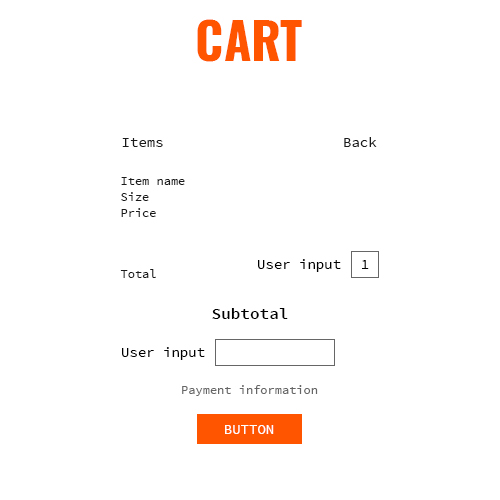 CART
Items Back
Item name
Size
Price
User input 1
Total
Subtotal
User input
Payment information
BUTTON